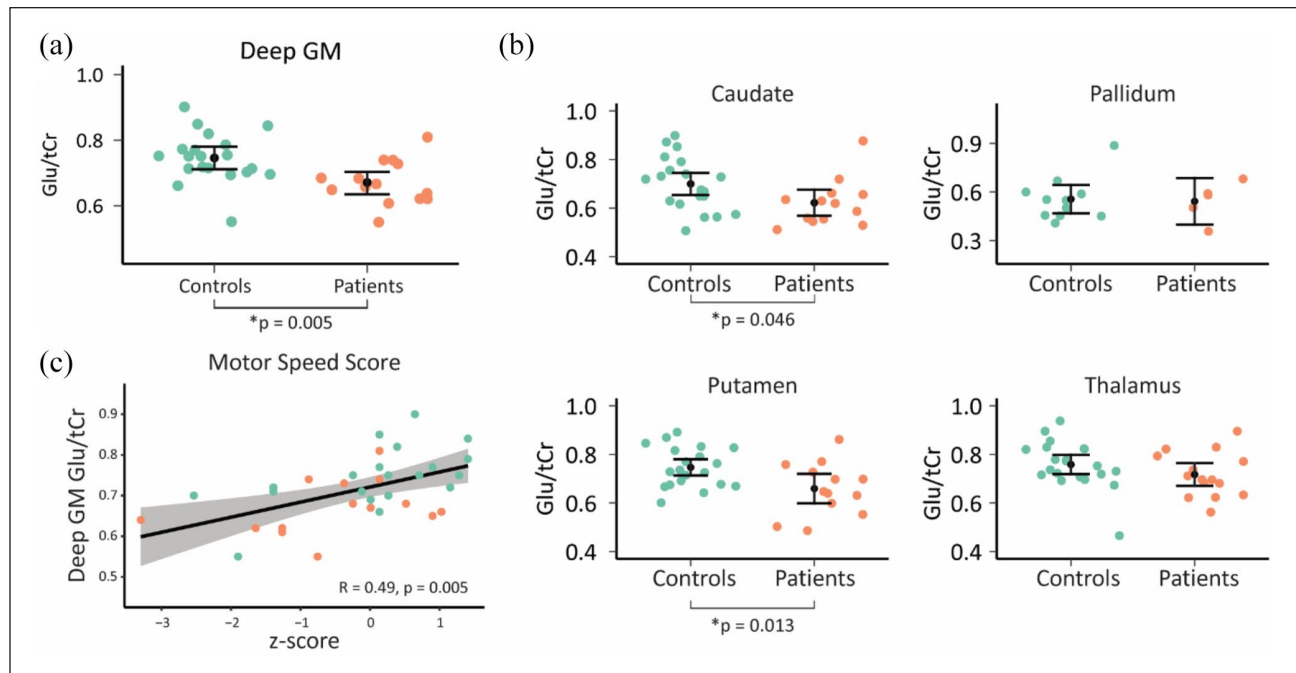 (a)
Deep GM
Glu/tCr
1.0
0.8
0.6
Controls Patients
*p = 0.005
(b)
Caudate
Glu/tCr
1.0
0.8
0.6
0.4
Controls Patients
*p = 0.046
Pallidum
Glu/tCr
0.9
0.6
0.3
Controls Patients
(c)
Motor Speed Score
Deep GM Glu/tCr
0.9
0.8
0.7
0.6
0.5
R = 0.49, p = 0.005
−3 −2 −1 0 1
z-score
Putamen
Glu/tCr
1.0
0.8
0.6
0.4
Controls Patients
*p = 0.013
Thalamus
Glu/tCr
1.0
0.8
0.6
0.4
Controls Patients